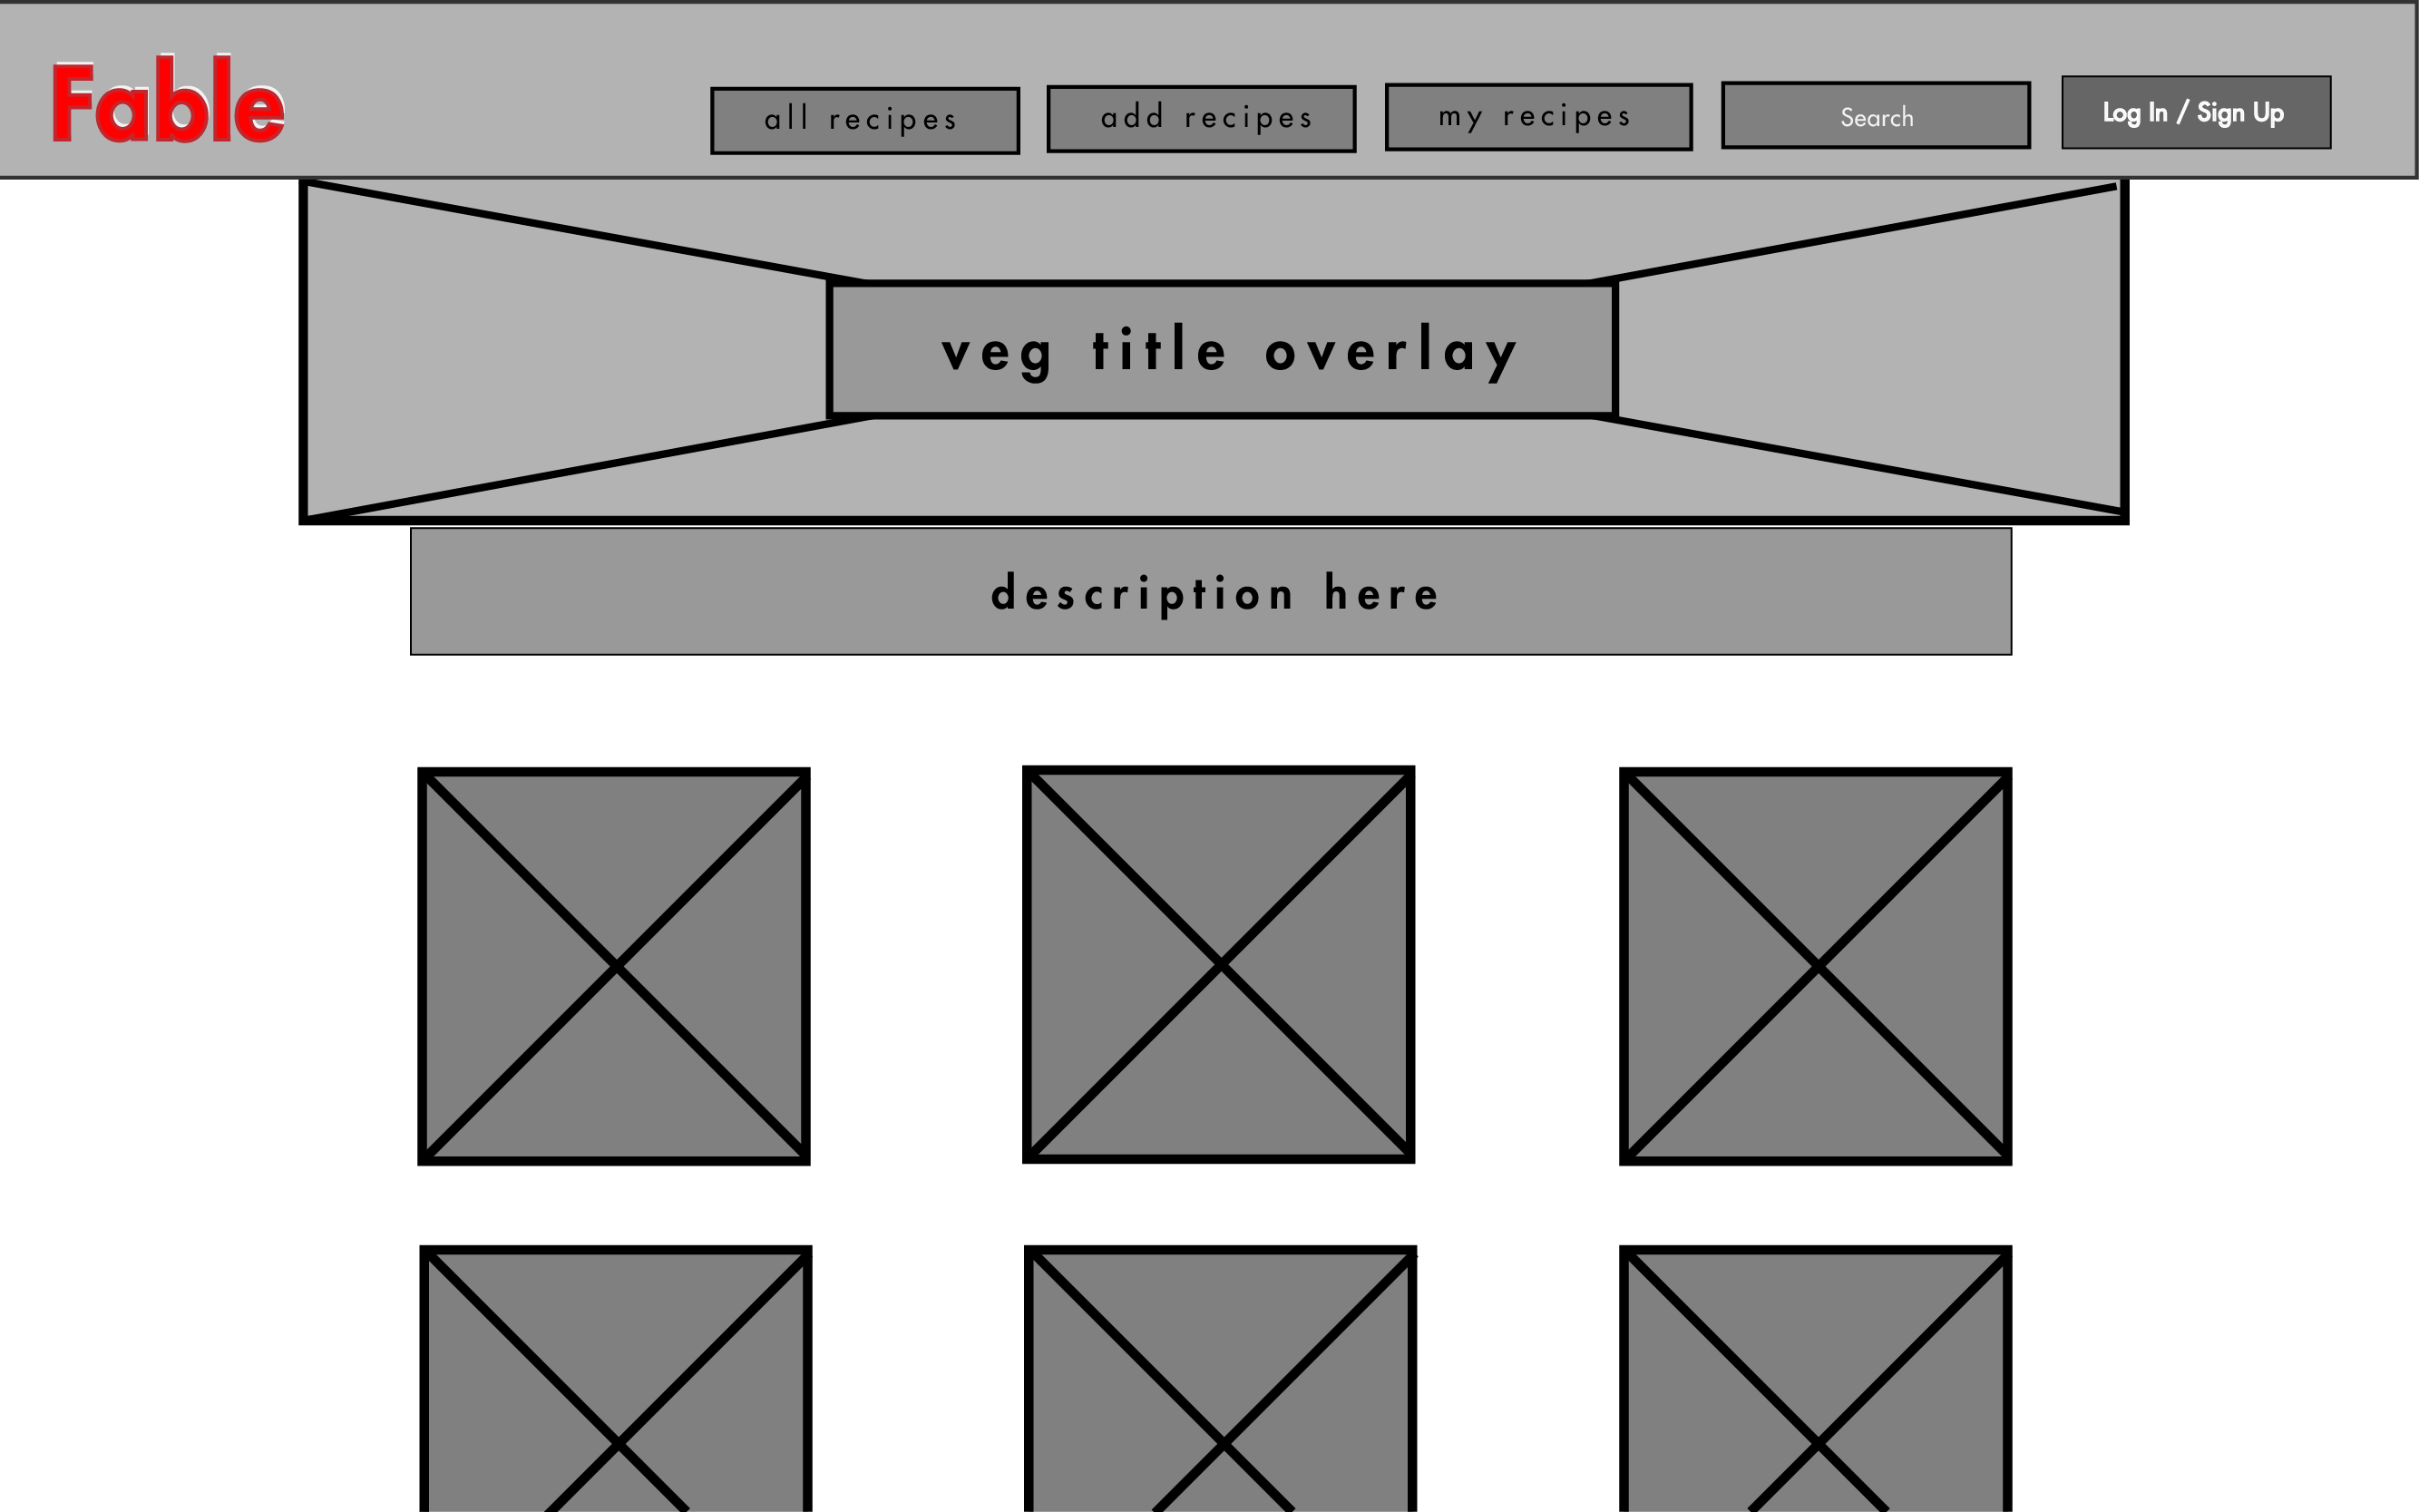 Fable
all recipes
add recipes
my recipes
Search
Log In / Sign Up
veg title overlay
description here